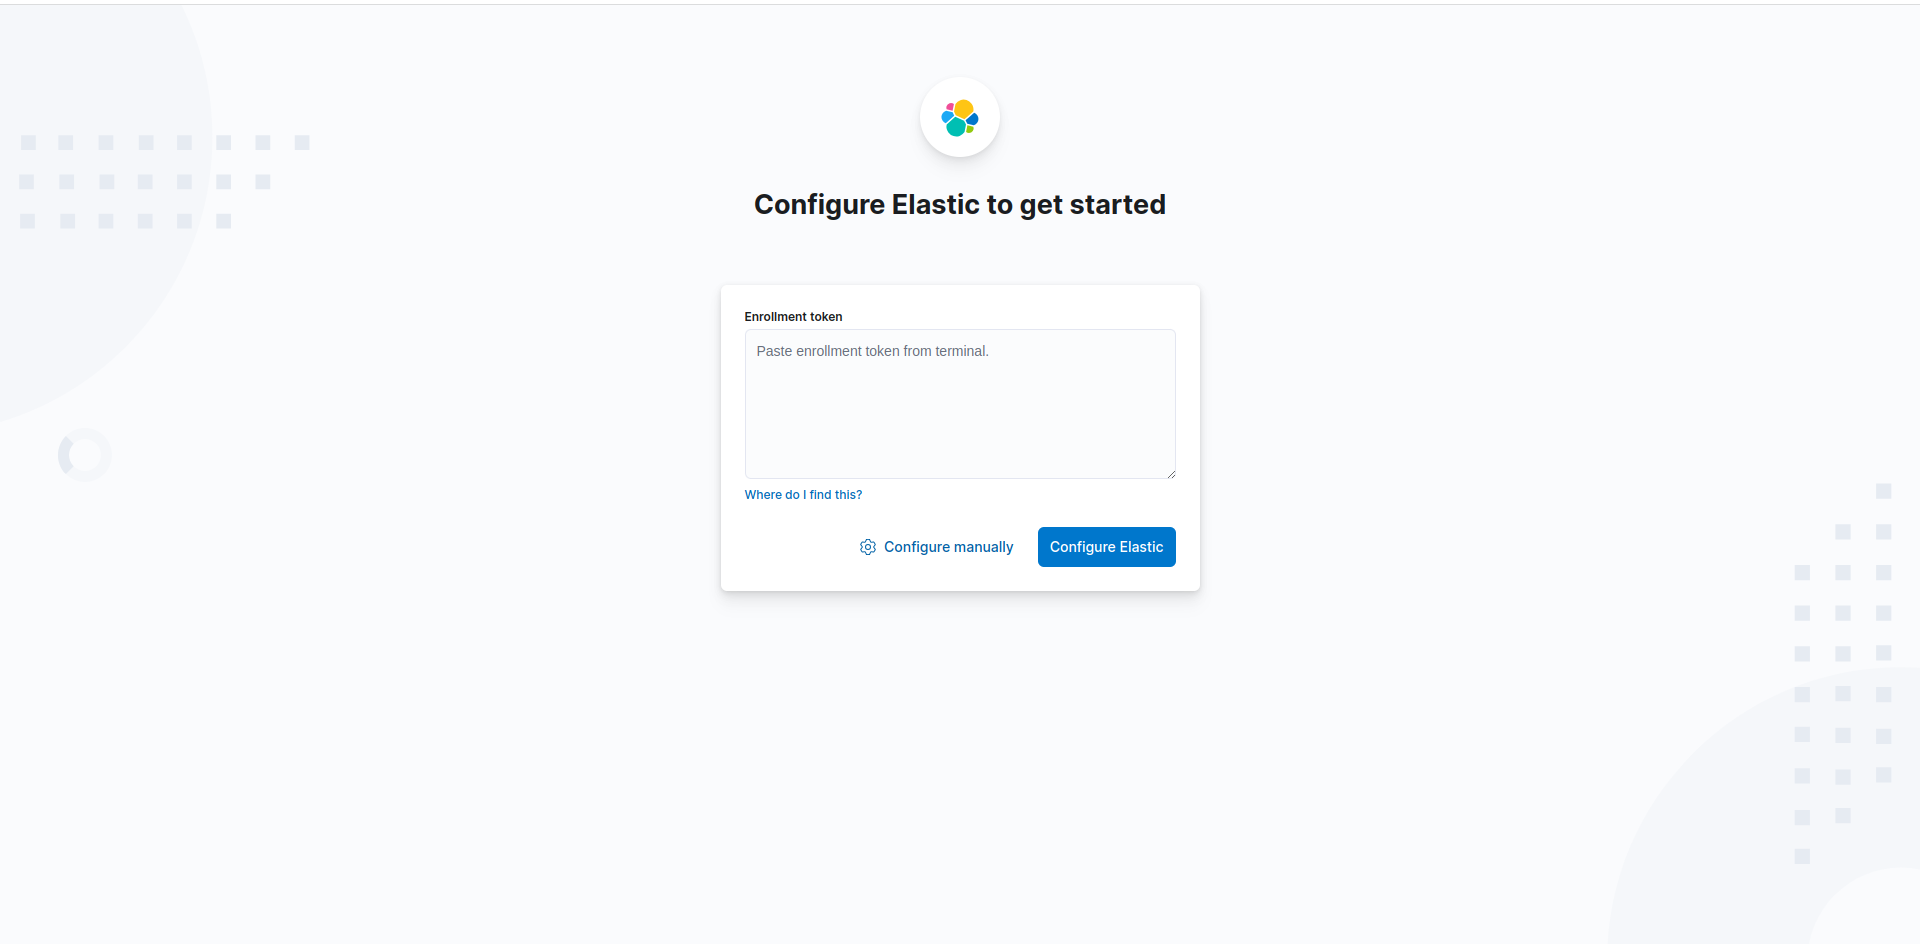 Configure Elastic to get started
Enrollment token
Paste enrollment token from terminal.
Where do I find this?
Configure manually
Configure Elastic